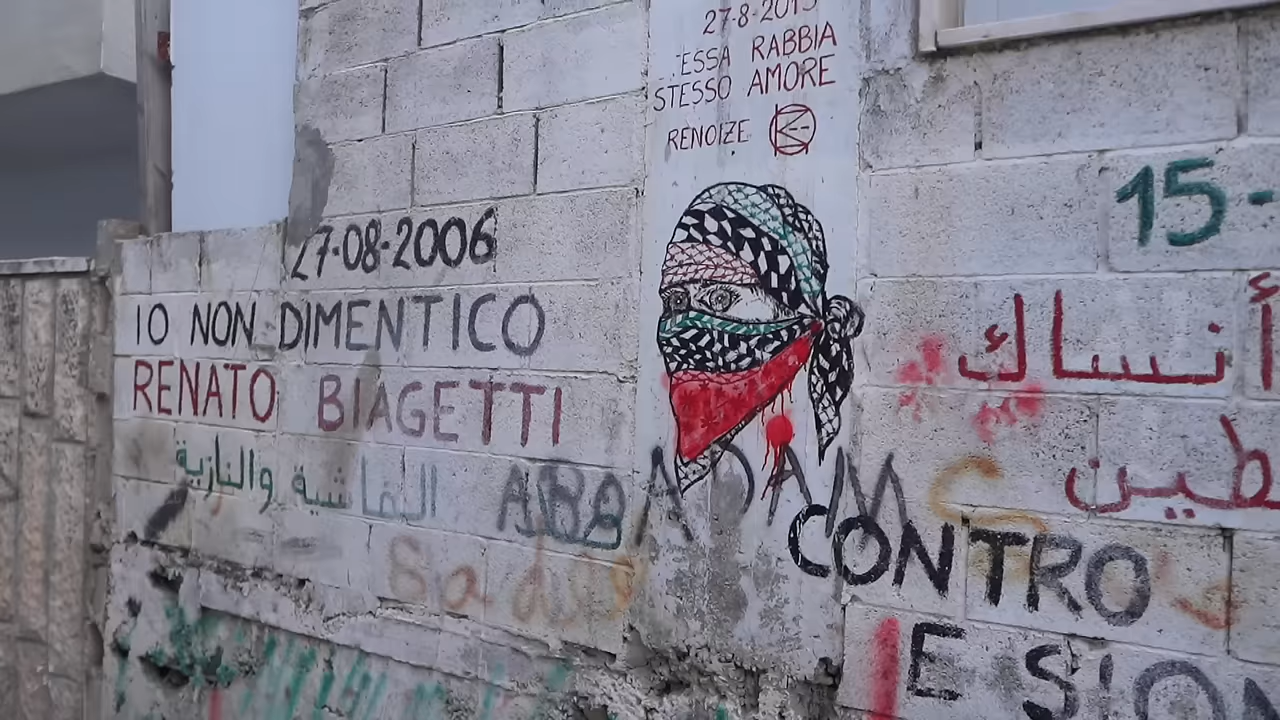 27-8-2015
ESSA RABBIA
STESSO AMORE
RENOIZE
27-08-2006
IO NON DIMENTICO
RENATO BIAGETTI
الفاشية والنازية
ABB
ADAM
CONTRO
E SION
15-
أنساك
طين